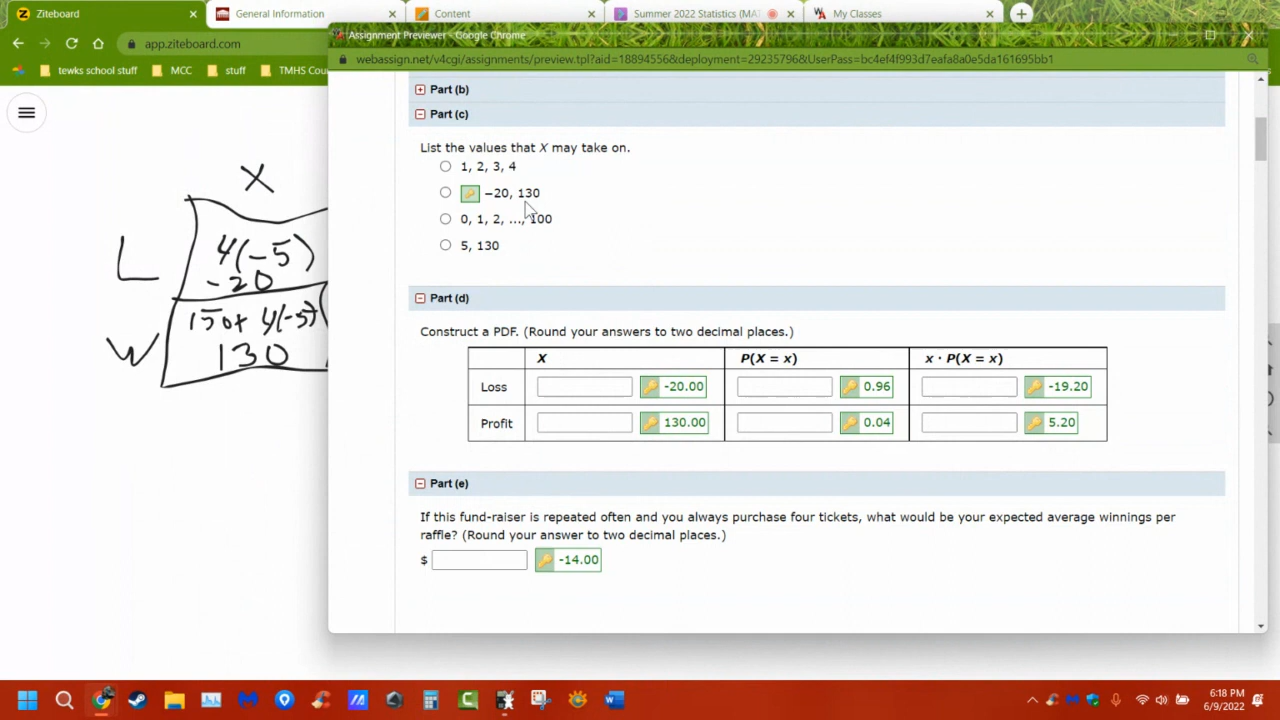 Ziteboard
General Information
Content
Summer 2022 Statistics (MA
My Classes
app.ziteboard.com
Assignment Previewer - Google Chrome
webassign.net/v4cgi/assignments/preview.tpl?aid=18894556&deployment=29235796&UserPass=bc4ef4f993d7eafa8a0e5da161695bb1
tewks school stuff
MCC
stuff
TMHS Cou
Part (b)
Part (c)
List the values that X may take on.
1, 2, 3, 4
−20, 130
0, 1, 2, ..., 100
5, 130
X
L
4(-5)
-20
W
150+ 4(-5)
130
Part (d)
Construct a PDF. (Round your answers to two decimal places.)
X P(X = x) x · P(X = x)
Loss -20.00 0.96 -19.20
Profit 130.00 0.04 5.20
Part (e)
If this fund-raiser is repeated often and you always purchase four tickets, what would be your expected average winnings per
raffle? (Round your answer to two decimal places.)
$ -14.00
6:18 PM
6/9/2022